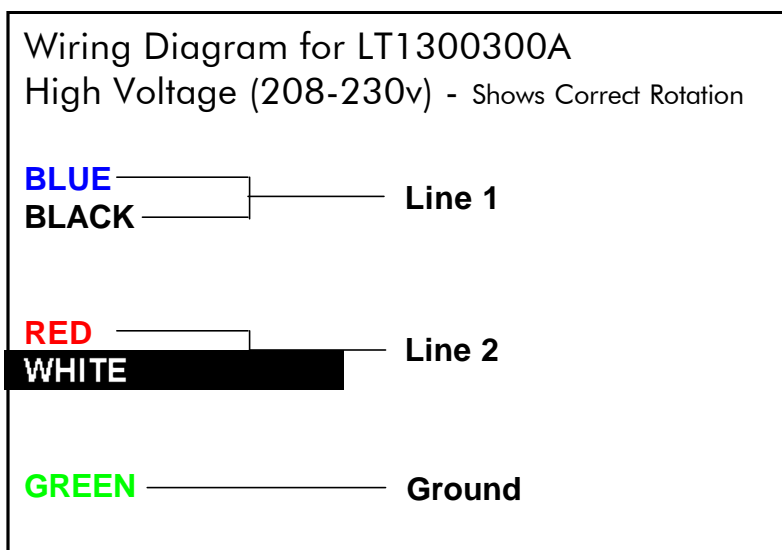 Wiring Diagram for LT1300300A
High Voltage (208-230v) - Shows Correct Rotation
BLUE
BLACK
Line 1
RED
WHITE
Line 2
GREEN
Ground